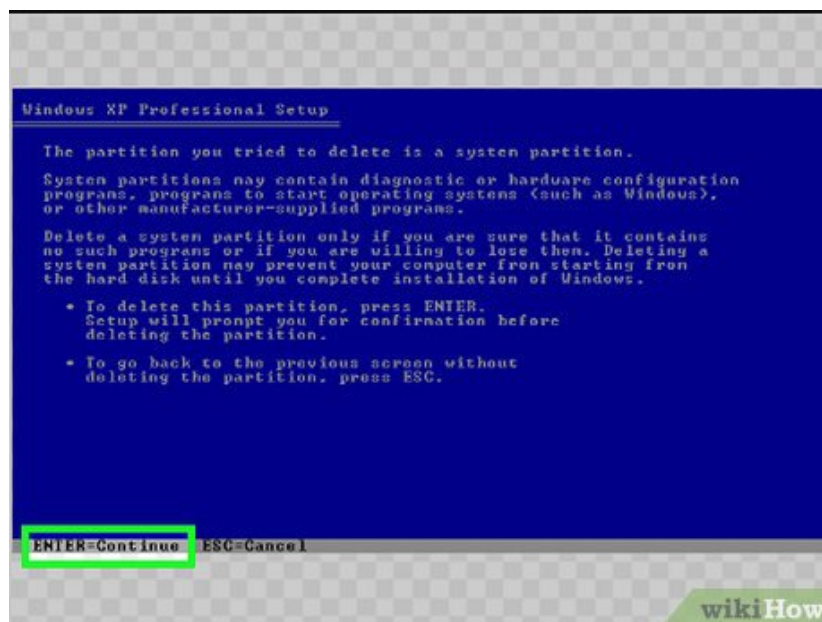 Windows XP Professional Setup
The partition you tried to delete is a system partition.
System partitions may contain diagnostic or hardware configuration
programs, programs to start operating systems (such as Windows),
or other manufacturer-supplied programs.
Delete a system partition only if you are sure that it contains
no such programs or if you are willing to lose them. Deleting a
system partition may prevent your computer from starting from
the hard disk until you complete installation of Windows.
• To delete this partition, press ENTER.
Setup will prompt you for confirmation before
deleting the partition.
• To go back to the previous screen without
deleting the partition, press ESC.
ENTER=Continue ESC=Cancel
wikiHow